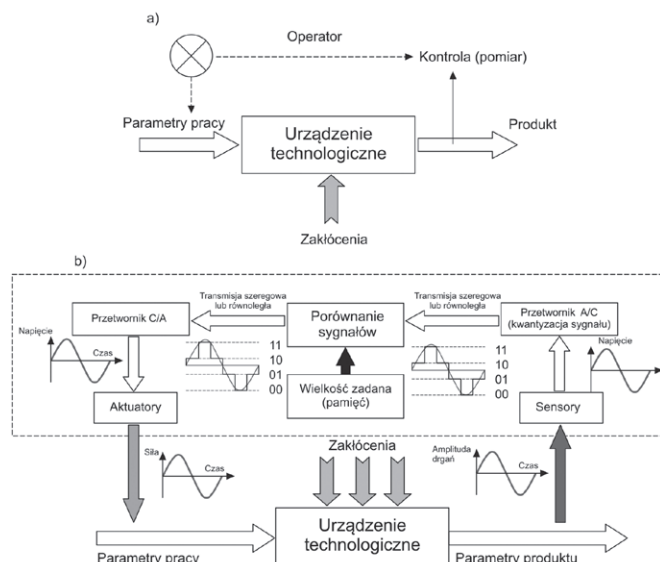 a)
Operator
Kontrola (pomiar)
Parametry pracy
Urządzenie
technologiczne
Produkt
Zakłócenia
b)
Przetwornik C/A
Transmisja szeregowa
lub równoległa
Porównanie
sygnałów
Transmisja szeregowa
lub równoległa
Przetwornik A/C
(kwantyzacja sygnału)
Napięcie
Czas
11
10
01
00
Wielkość zadana
(pamięć)
11
10
01
00
Napięcie
Czas
Aktuatory
Sensory
Siła
Czas
Zakłócenia
Amplituda
drgań
Czas
Urządzenie
technologiczne
Parametry pracy
Parametry produktu